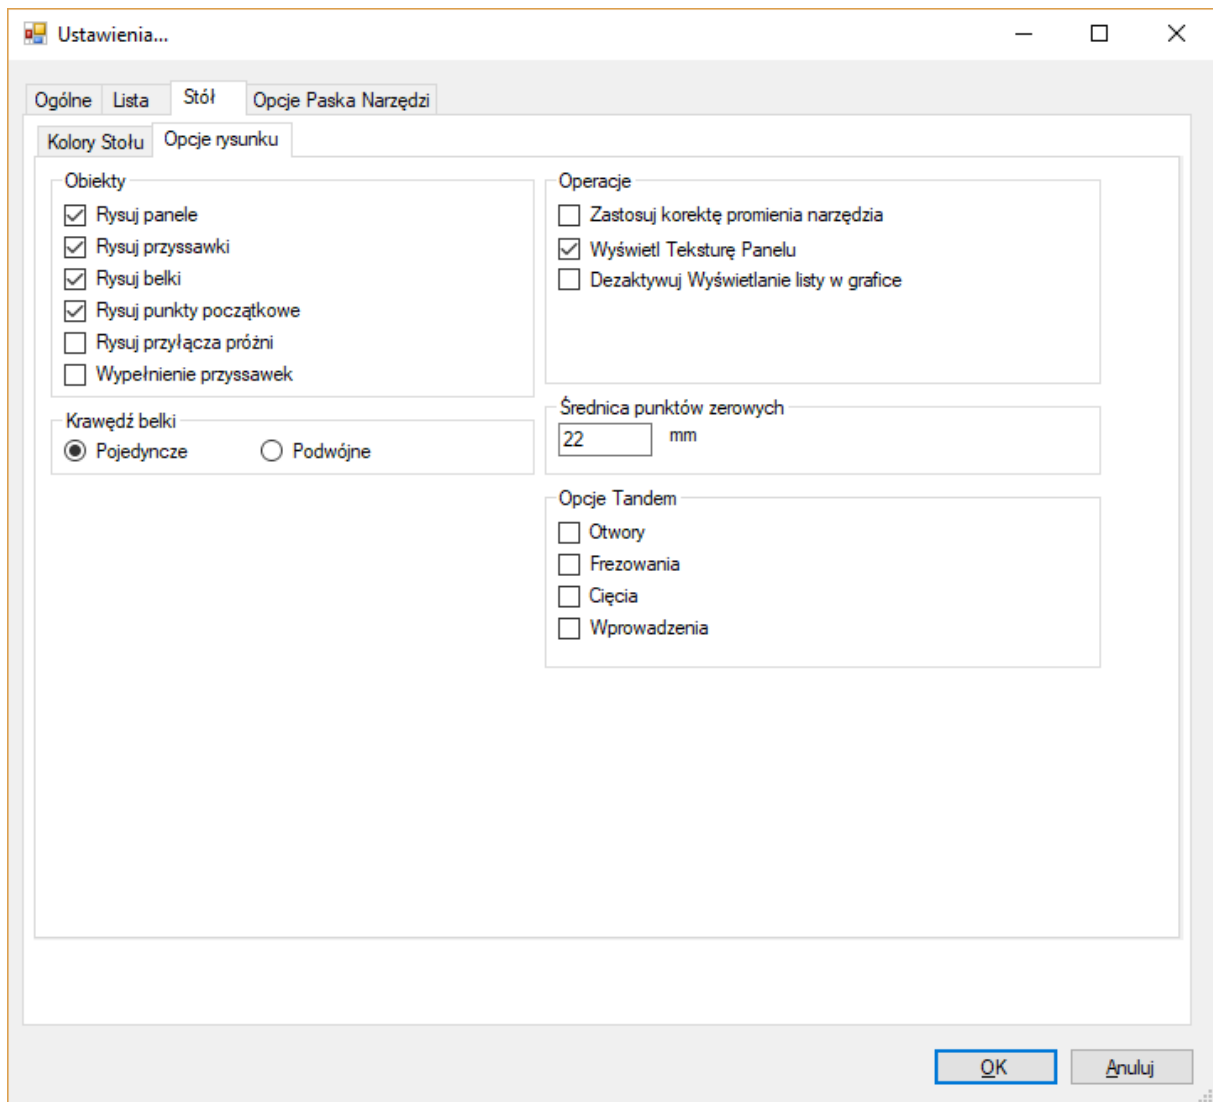 Ustawienia...
Ogólne Lista Stół Opcje Paska Narzędzi
Kolory Stołu Opcje rysunku
Obiekty
Rysuj panele
Rysuj przyssawki
Rysuj belki
Rysuj punkty początkowe
Rysuj przyłącza próżni
Wypełnienie przyssawek
Krawędź belki
Pojedyncze Podwójne
Operacje
Zastosuj korektę promienia narzędzia
Wyświetl Teksturę Panelu
Dezaktywuj Wyświetlanie listy w grafice
Średnica punktów zerowych
22 mm
Opcje Tandem
Otwory
Frezowania
Cięcia
Wprowadzenia
OK Anuluj